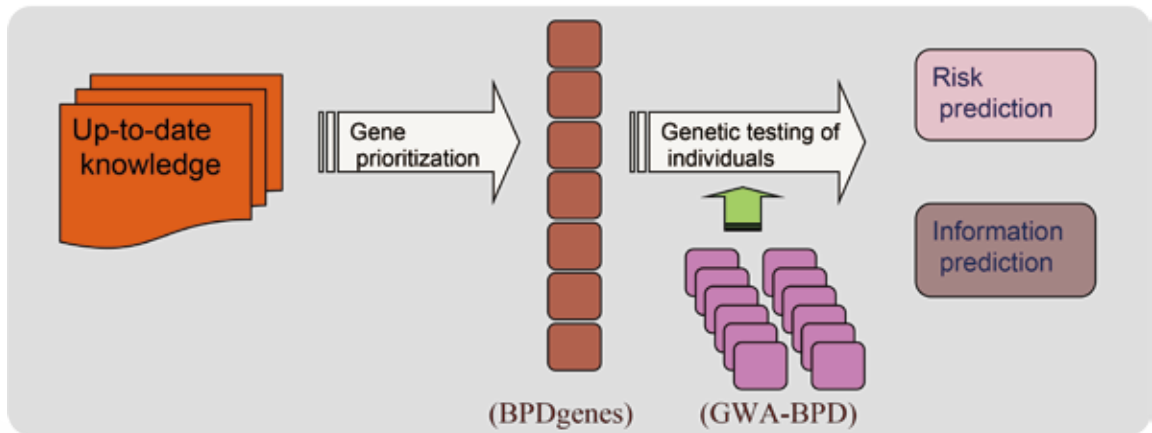 Up-to-date
knowledge
Gene
prioritization
(BPDgenes)
Genetic testing of
individuals
(GWA-BPD)
Risk
prediction
Information
prediction